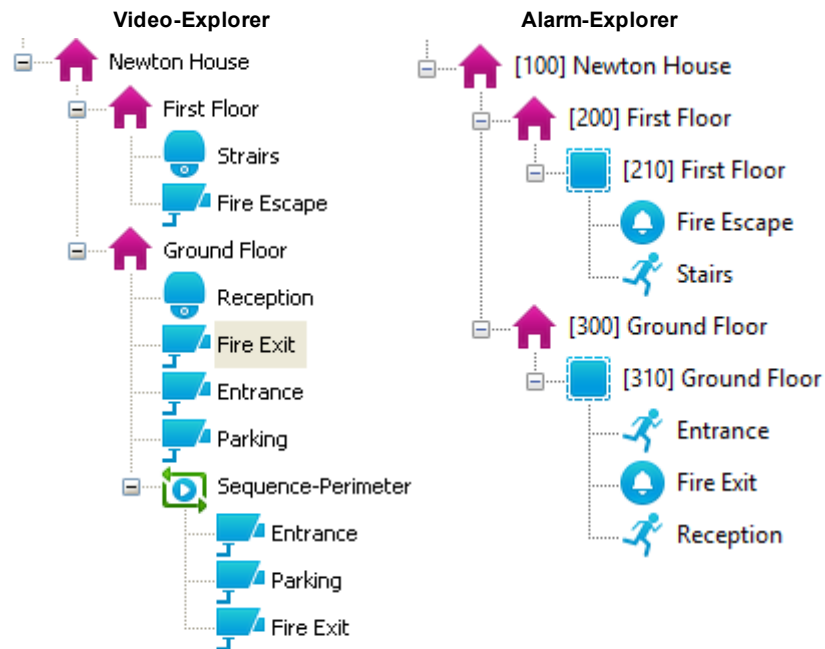 Video-Explorer
Newton House
First Floor
Strairs
Fire Escape
Ground Floor
Reception
Fire Exit
Entrance
Parking
Sequence-Perimeter
Entrance
Parking
Fire Exit
Alarm-Explorer
[100] Newton House
[200] First Floor
[210] First Floor
Fire Escape
Stairs
[300] Ground Floor
[310] Ground Floor
Entrance
Fire Exit
Reception